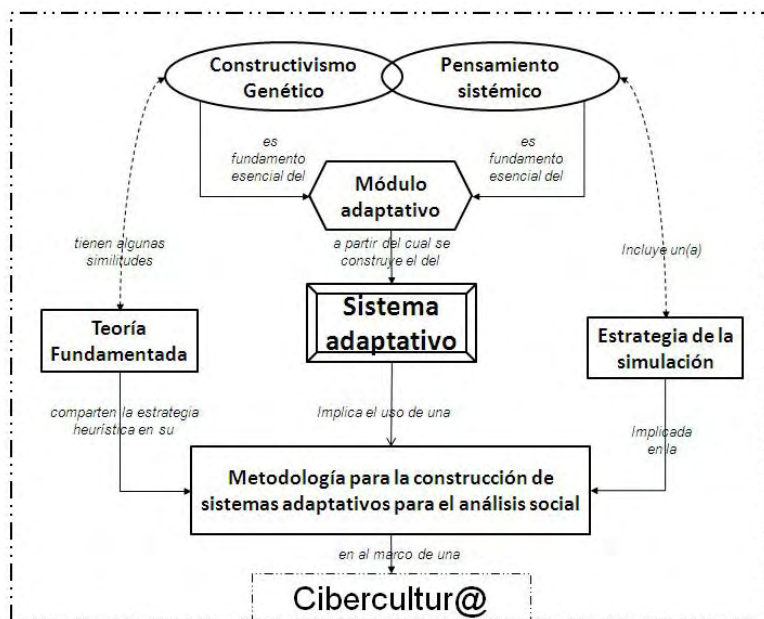 Constructivismo
Genético
Pensamiento
sistémico
es
fundamento
esencial del
es
fundamento
esencial del
Módulo
adaptativo
tienen algunas
similitudes
a partir del cual se
construye el del
Incluye un(a)
Teoría
Fundamentada
Sistema
adaptativo
Estrategia de la
simulación
comparten la estrategia
heurística en su
Implica el uso de una
Implicada
en la
Metodología para la construcción de
sistemas adaptativos para el análisis social
en al marco de una
Cibercultur@